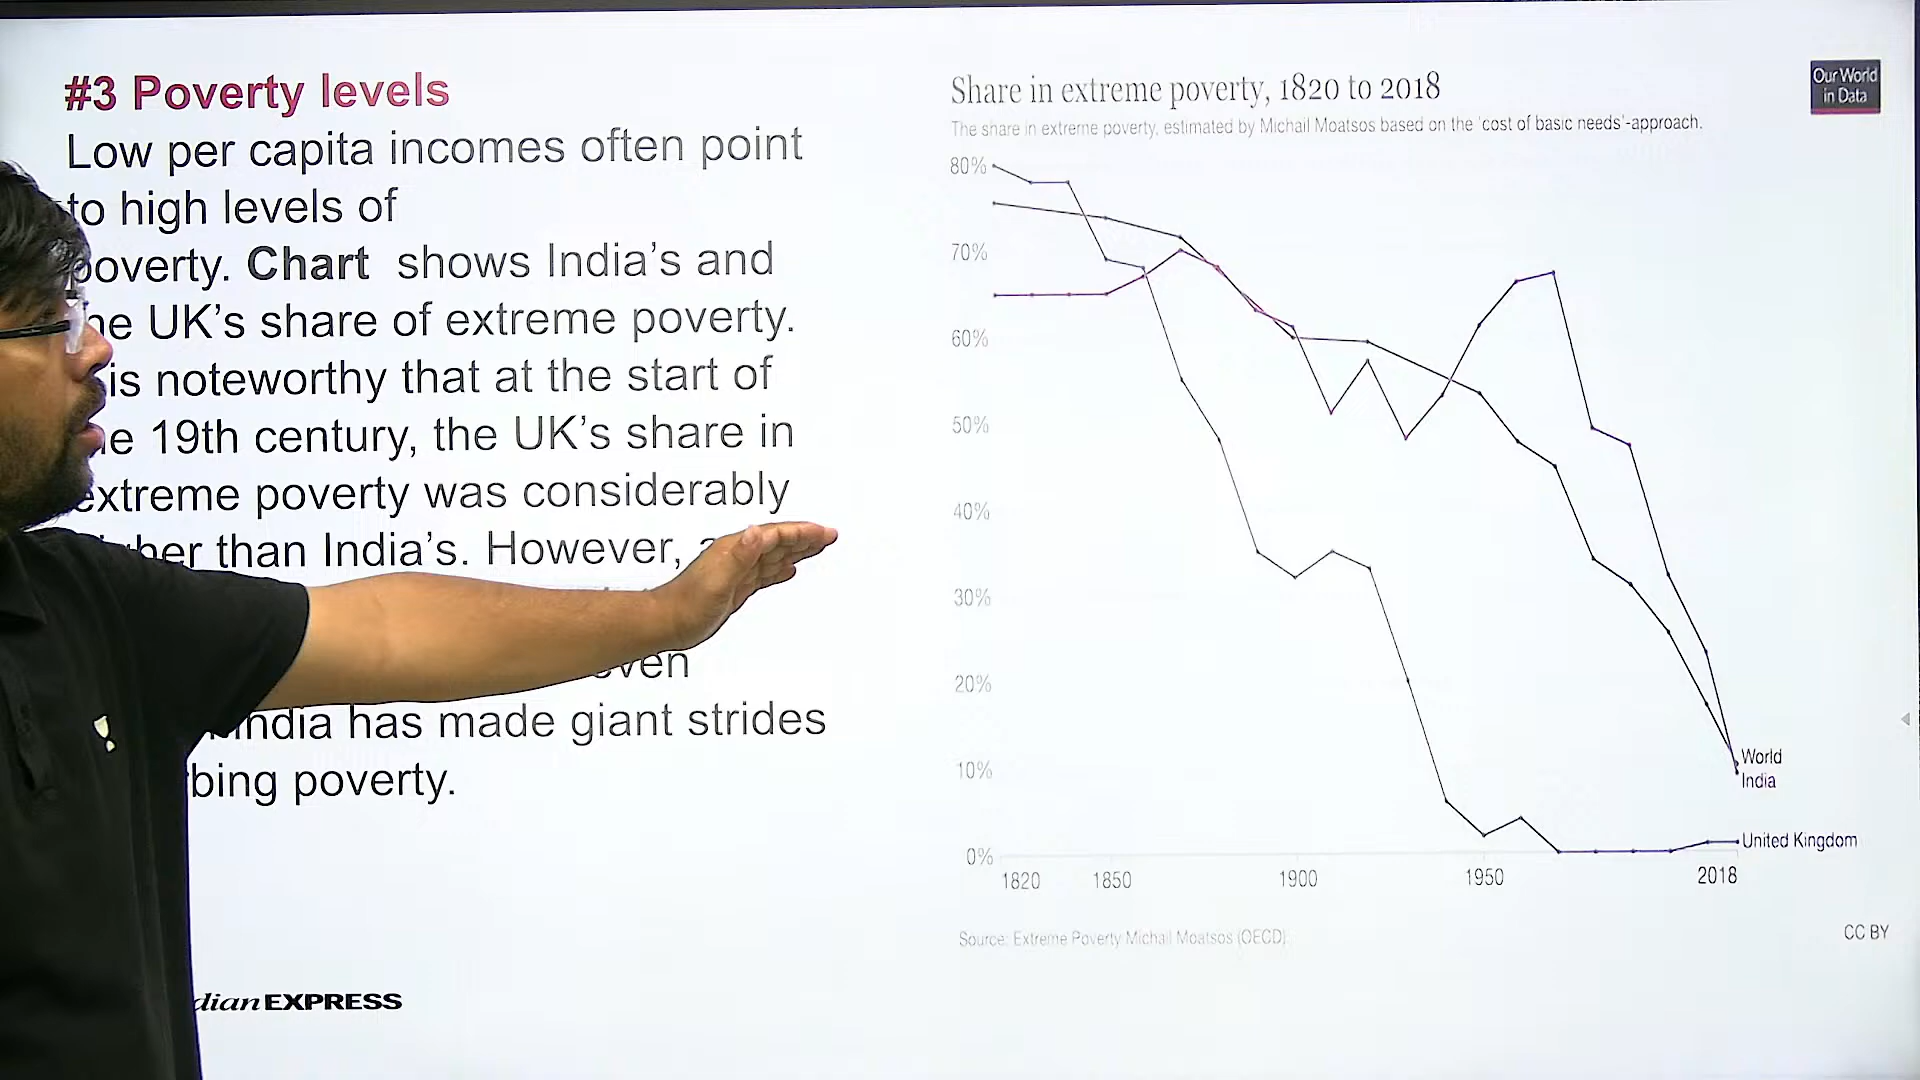 #3 Poverty levels
Low per capita incomes often point
to high levels of
poverty. Chart shows India's and
UK's share of extreme poverty.
is noteworthy that at the start of
19th century, the UK's share in
extreme poverty was considerably
than India's. However,
India has made giant strides
poverty.
EXPRESS
Share in extreme poverty, 1820 to 2018
The share in extreme poverty, estimated by Michail Moatsos based on the 'cost of basic needs'-approach.
Our World
in Data
80%
70%
60%
50%
40%
30%
20%
10%
0%
World
India
United Kingdom
1820 1850 1900 1950 2018
Source: Extreme Poverty Michail Moatsos (OECD)
CC BY